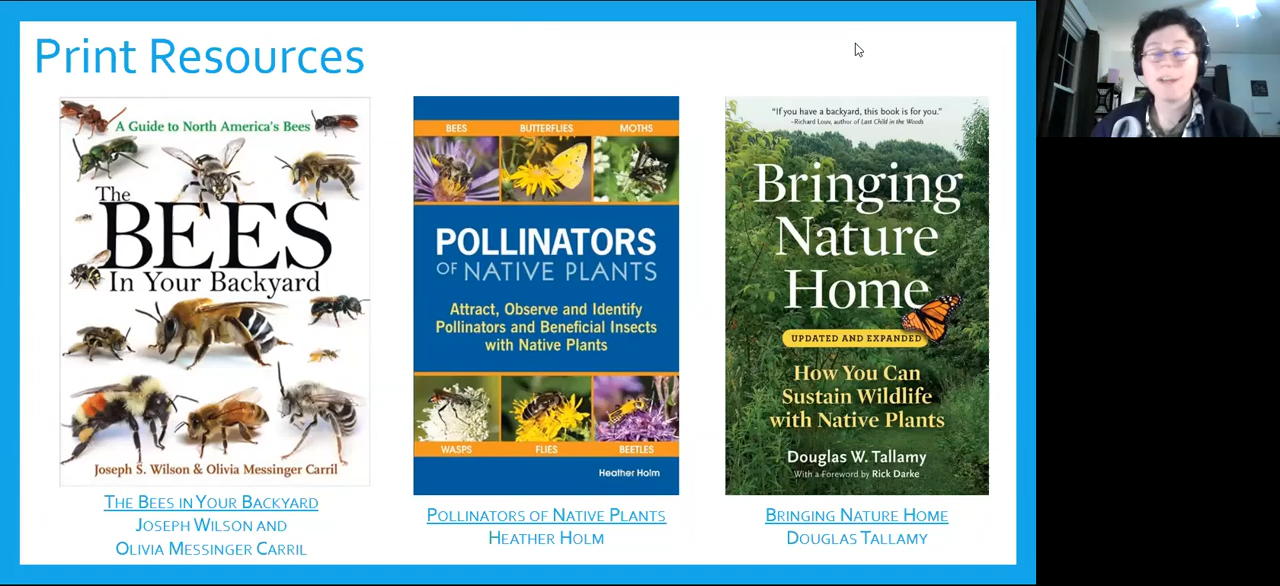 Print Resources
A Guide to North America's Bees
The
BEES
In Your Backyard
Joseph S. Wilson & Olivia Messinger Carril
THE BEES IN YOUR BACKYARD
JOSEPH WILSON AND
OLIVIA MESSINGER CARRIL
BEES BUTTERFLIES MOTHS
POLLINATORS
OF NATIVE PLANTS
Attract, Observe and Identify
Pollinators and Beneficial Insects
with Native Plants
WASPS FLIES BEETLES
Heather Holm
POLLINATORS OF NATIVE PLANTS
HEATHER HOLM
"If you have a backyard, this book is for you."
–Richard Louv, author of Last Child in the Woods
Bringing
Nature
Home
UPDATED AND EXPANDED
How You Can
Sustain Wildlife
with Native Plants
Douglas W. Tallamy
With a Foreword by Rick Darke
BRINGING NATURE HOME
DOUGLAS TALLAMY